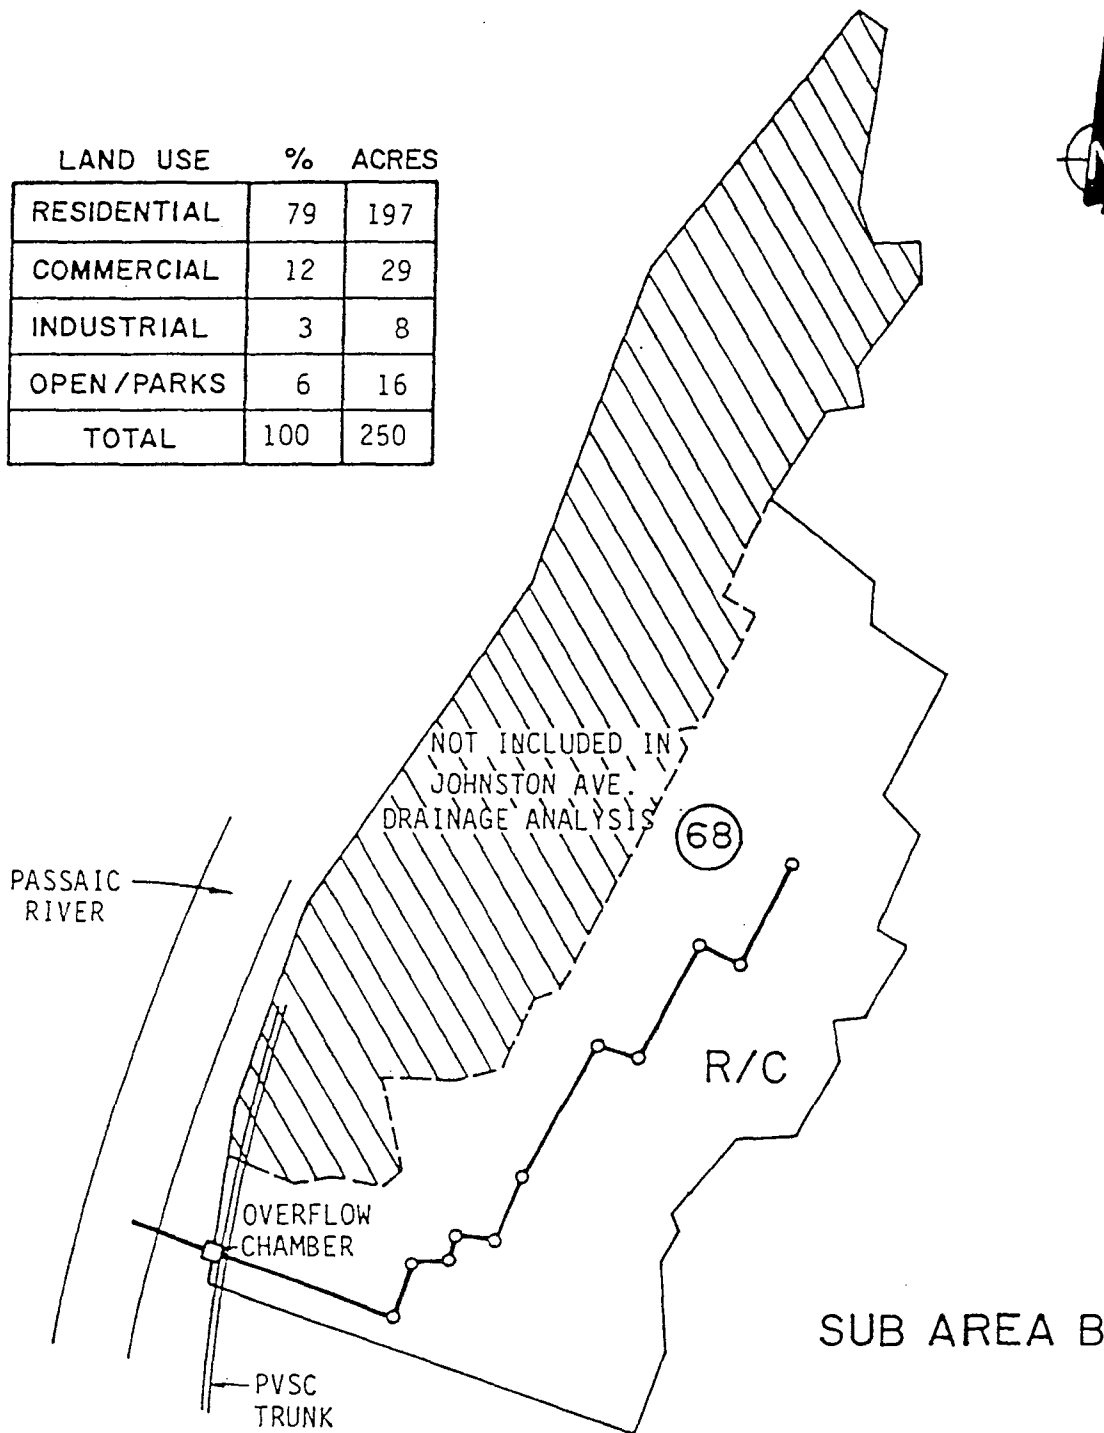 LAND USE % ACRES
RESIDENTIAL 79 197
COMMERCIAL 12 29
INDUSTRIAL 3 8
OPEN/PARKS 6 16
TOTAL 100 250
N
NOT INCLUDED IN
JOHNSTON AVE.
DRAINAGE ANALYSIS
68
PASSAIC
RIVER
R/C
OVERFLOW
CHAMBER
SUB AREA B
PVSC
TRUNK